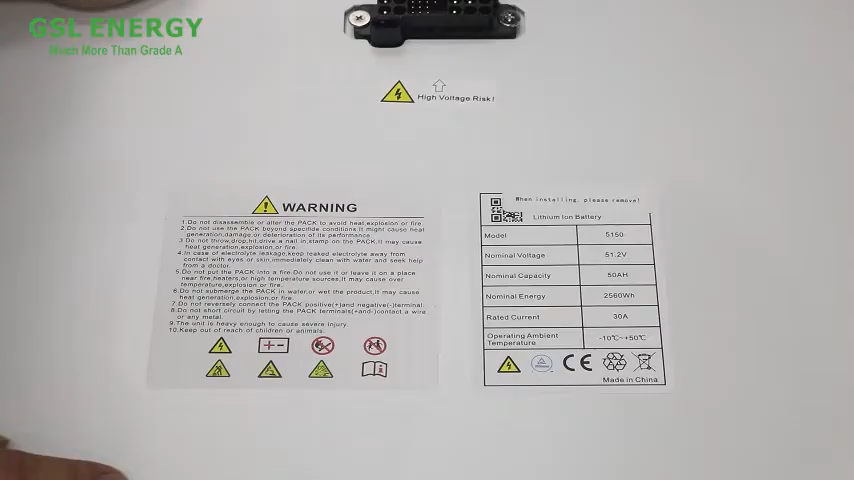 GSL ENERGY
Much More Than Grade A
High Voltage Risk!
WARNING
1.Do not disassemble or alter the PACK to avoid heat,explosion or fire.
2.Do not use the PACK beyond specitide conditions.It might cause heat
generation,damage,or deterioration of its performance.
3.Do not throw,drop,hit,drive a nail in,stamp on the PACK,It may cause
heat generation,explosion,or fire.
4.In case of electrolyte leakage,keep leaked electrolyte away from
contact with eyes or skin,immediately clean with water and seek help
from a doctor.
5.Do not put the PACK into a fire.Do not use it or leave it on a place
near fire,heaters,or high temperature sources,It may cause over
temperature,explosion or fire.
6.Do not submerge the PACK in water,or wet the product,It may cause
heat generation,explosion,or fire.
7.Do not reversely connect the PACK positive(+)and negative(-)terminal.
8.Do not short circuit by letting the PACK terminals(+and-)contact a wire
or any metal.
9.The unit is heavy enough to cause severe injury.
10.Keep out of reach of children or animals.
When installing, please remove!
Lithium Ion Battery
Model 5150
Nominal Voltage 51.2V
Nominal Capacity 50AH
Nominal Energy 2560Wh
Rated Current 30A
Operating Ambient
Temperature -10℃~+50℃
CE
Made in China